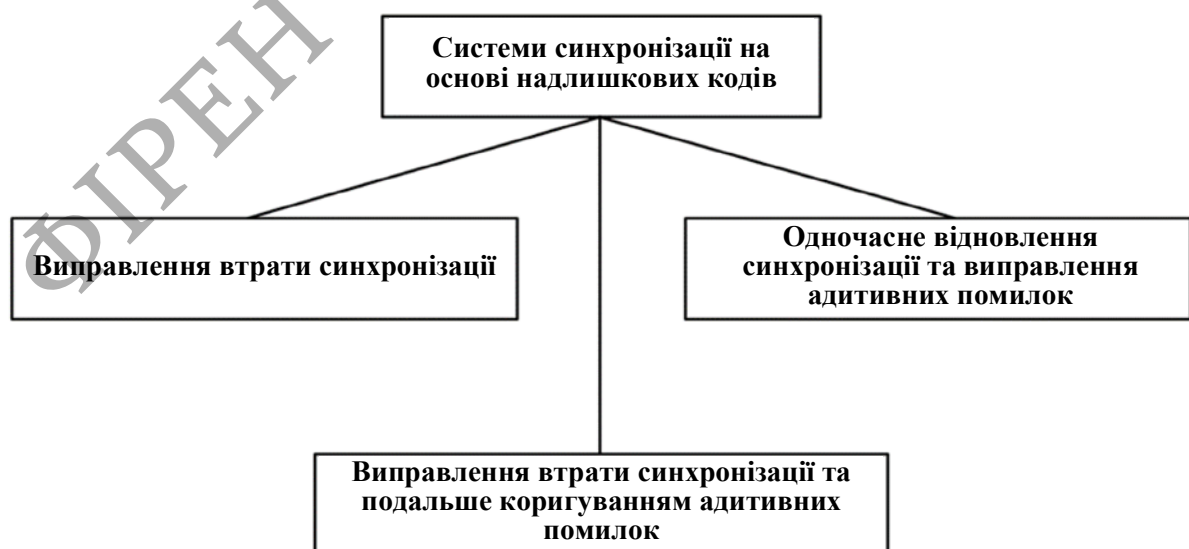 ФІРЕН
Системи синхронізації на
основі надлишкових кодів
Виправлення втрати синхронізації
Одночасне відновлення
синхронізації та виправлення
адитивних помилок
Виправлення втрати синхронізації та
подальше коригуванням адитивних
помилок